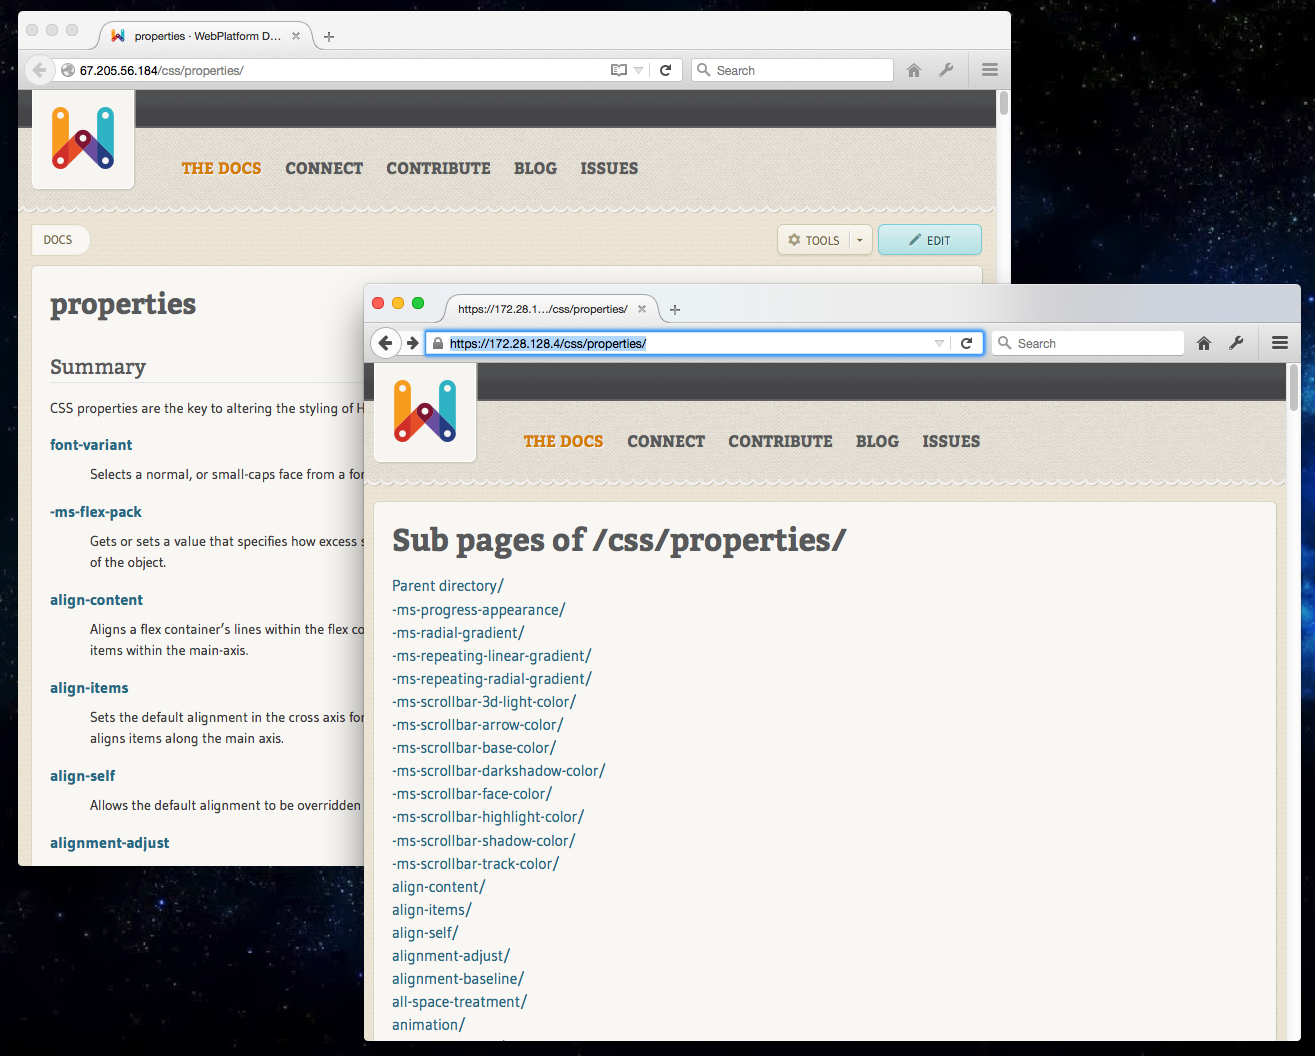 properties · WebPlatform D...
67.205.56.184/css/properties/
Search
THE DOCS CONNECT CONTRIBUTE BLOG ISSUES
DOCS
TOOLS
EDIT
properties
Summary
CSS properties are the key to altering the styling of H
font-variant
Selects a normal, or small-caps face from a fo
-ms-flex-pack
Gets or sets a value that specifies how excess s
of the object.
align-content
Aligns a flex container’s lines within the flex co
items within the main-axis.
align-items
Sets the default alignment in the cross axis for
aligns items along the main axis.
align-self
Allows the default alignment to be overridden
alignment-adjust
https://172.28.1.../css/properties/
https://172.28.128.4/css/properties/
Search
THE DOCS CONNECT CONTRIBUTE BLOG ISSUES
Sub pages of /css/properties/
Parent directory/
-ms-progress-appearance/
-ms-radial-gradient/
-ms-repeating-linear-gradient/
-ms-repeating-radial-gradient/
-ms-scrollbar-3d-light-color/
-ms-scrollbar-arrow-color/
-ms-scrollbar-base-color/
-ms-scrollbar-darkshadow-color/
-ms-scrollbar-face-color/
-ms-scrollbar-highlight-color/
-ms-scrollbar-shadow-color/
-ms-scrollbar-track-color/
align-content/
align-items/
align-self/
alignment-adjust/
alignment-baseline/
all-space-treatment/
animation/